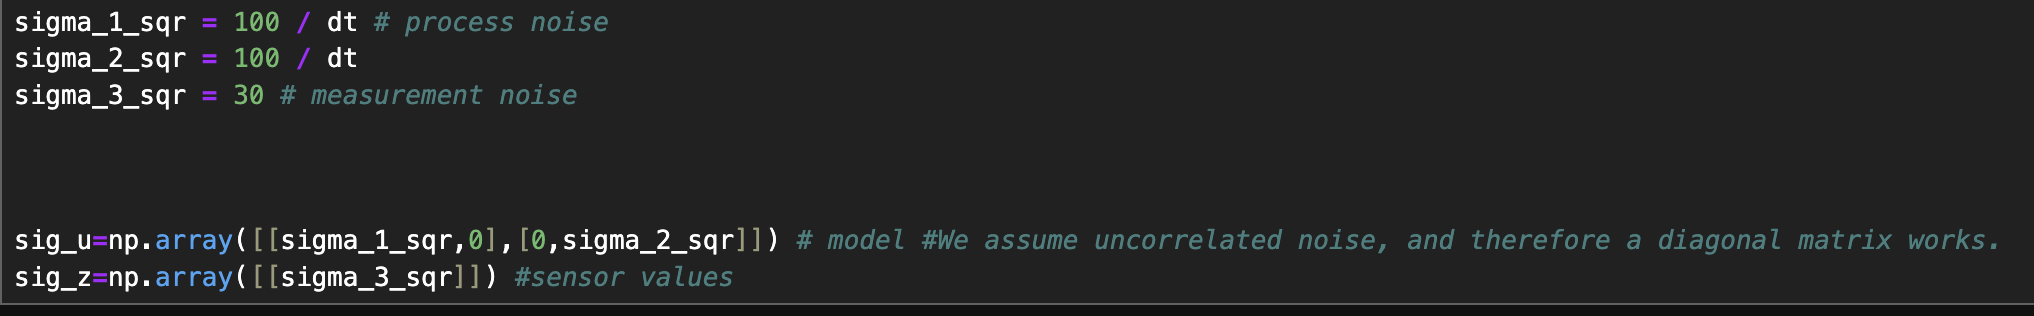 sigma_1_sqr = 100 / dt # process noise
sigma_2_sqr = 100 / dt
sigma_3_sqr = 30 # measurement noise
sig_u=np.array([[sigma_1_sqr,0],[0,sigma_2_sqr]]) # model #We assume uncorrelated noise, and therefore a diagonal matrix works.
sig_z=np.array([[sigma_3_sqr]]) #sensor values